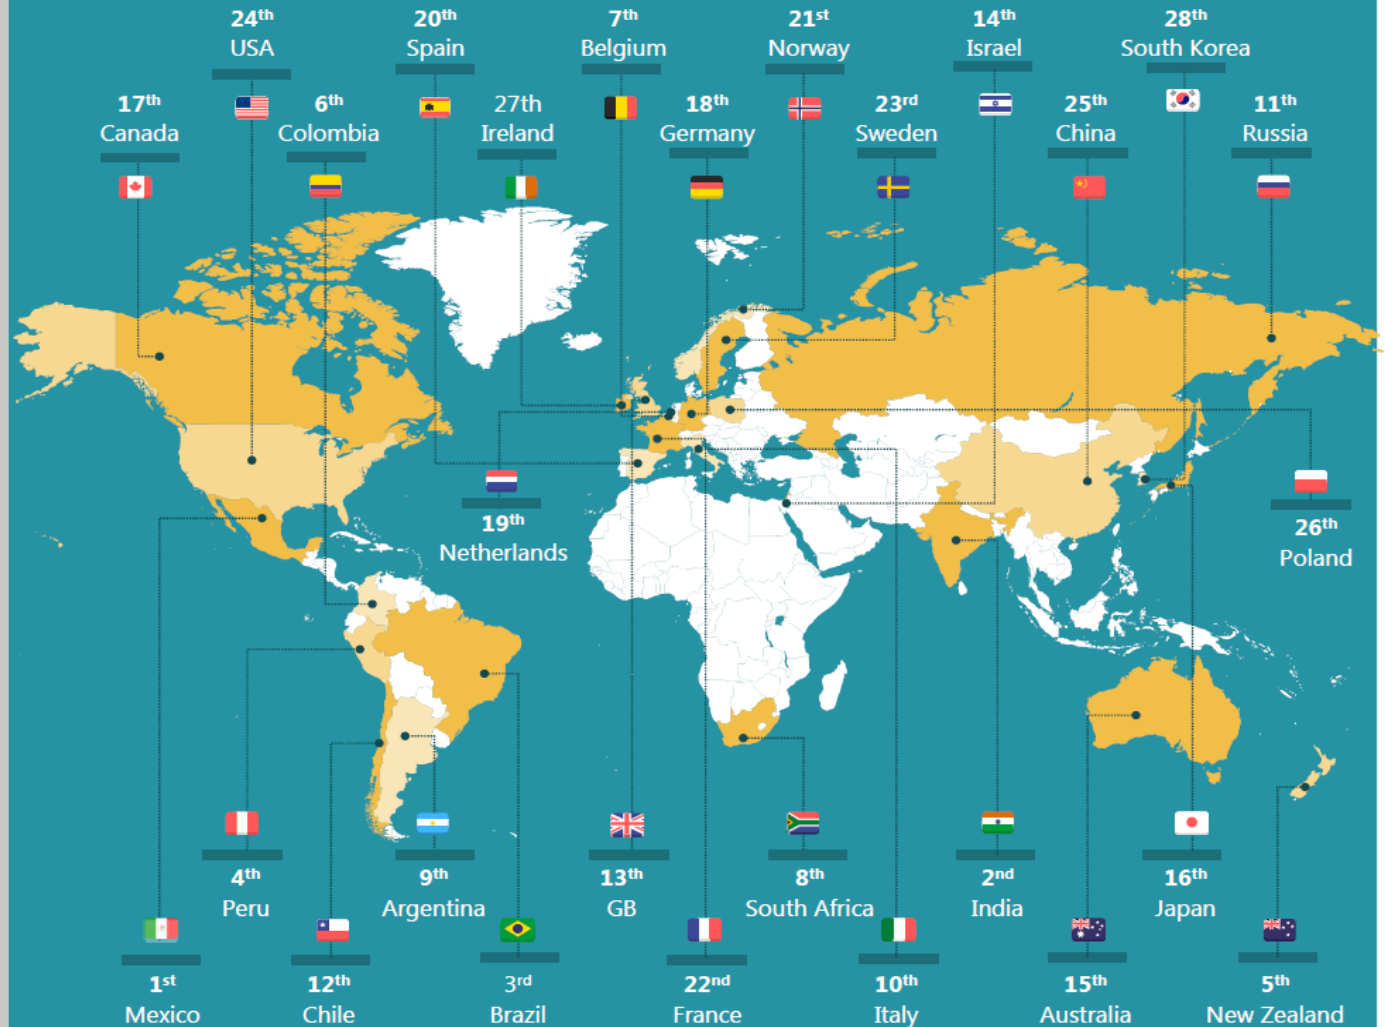 24th
USA
20th
Spain
7th
Belgium
21st
Norway
14th
Israel
28th
South Korea
17th
Canada
6th
Colombia
27th
Ireland
18th
Germany
23rd
Sweden
25th
China
11th
Russia
19th
Netherlands
26th
Poland
4th
Peru
9th
Argentina
13th
GB
8th
South Africa
2nd
India
16th
Japan
1st
Mexico
12th
Chile
3rd
Brazil
22nd
France
10th
Italy
15th
Australia
5th
New Zealand